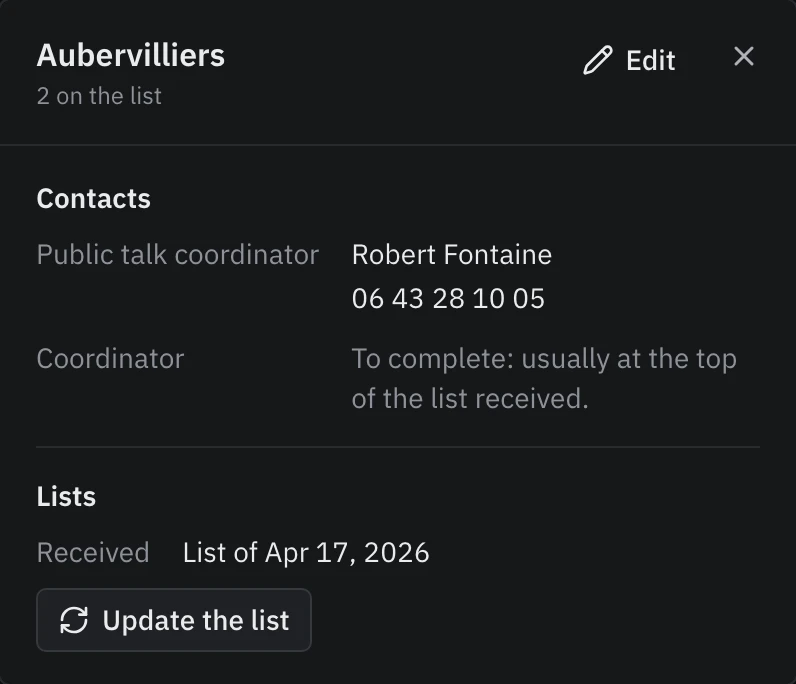 Aubervilliers
Edit
2 on the list
Contacts
Public talk coordinator Robert Fontaine
06 43 28 10 05
Coordinator To complete: usually at the top
of the list received.
Lists
Received List of Apr 17, 2026
Update the list